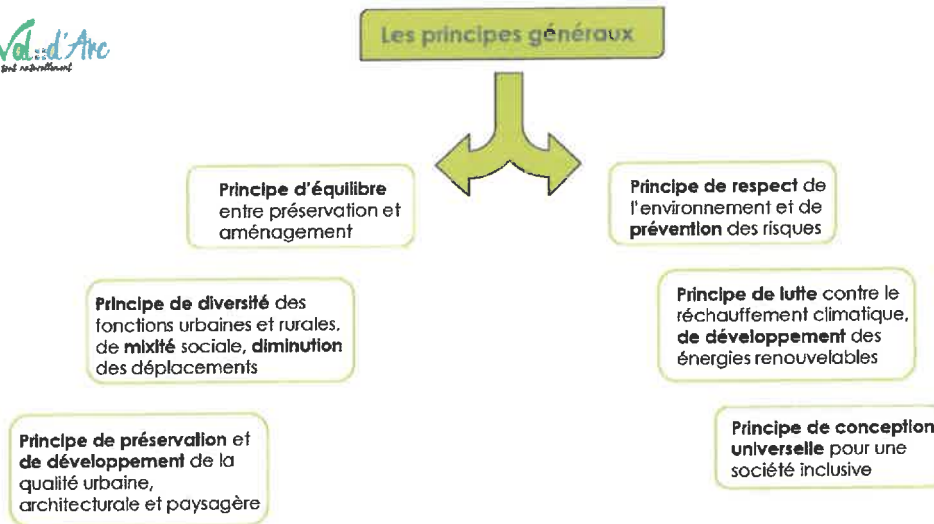 Val d'Arc
tout naturellement
Les principes généraux
Principe d'équilibre
entre préservation et
aménagement
Principe de respect de
l'environnement et de
prévention des risques
Principe de diversité des
fonctions urbaines et rurales,
de mixité sociale, diminution
des déplacements
Principe de lutte contre le
réchauffement climatique,
de développement des
énergies renouvelables
Principe de préservation et
de développement de la
qualité urbaine,
architecturale et paysagère
Principe de conception
universelle pour une
société inclusive